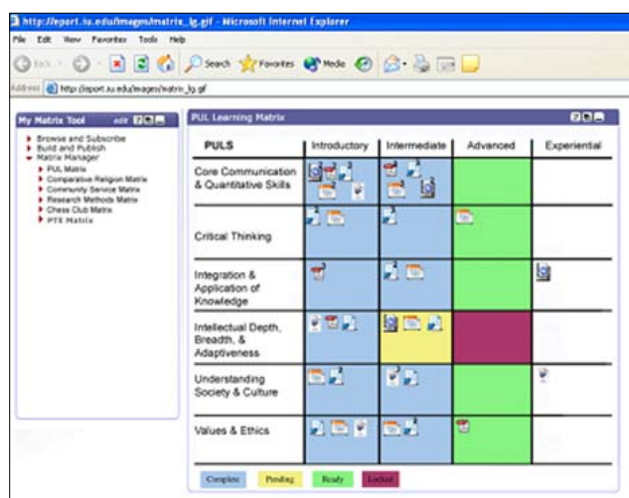 http://eport.iu.edu/images/matrix_lg.gif - Microsoft Internet Explorer
File Edit View Favorites Tools Help
Back Search Favorites Media
Address http://eport.iu.edu/images/matrix_lg.gif
My Matrix Tool edit
Browse and Subscribe
Build and Publish
Matrix Manager
PUL Matrix
Comparative Religion Matrix
Community Service Matrix
Research Methods Matrix
Chess Club Matrix
PTE Matrix
PUL Learning Matrix
PULS Introductory Intermediate Advanced Experiential
Core Communication
& Quantitative Skills
Critical Thinking
Integration &
Application of
Knowledge
Intellectual Depth,
Breadth, &
Adaptiveness
Understanding
Society & Culture
Values & Ethics
Complete Pending Ready Locked